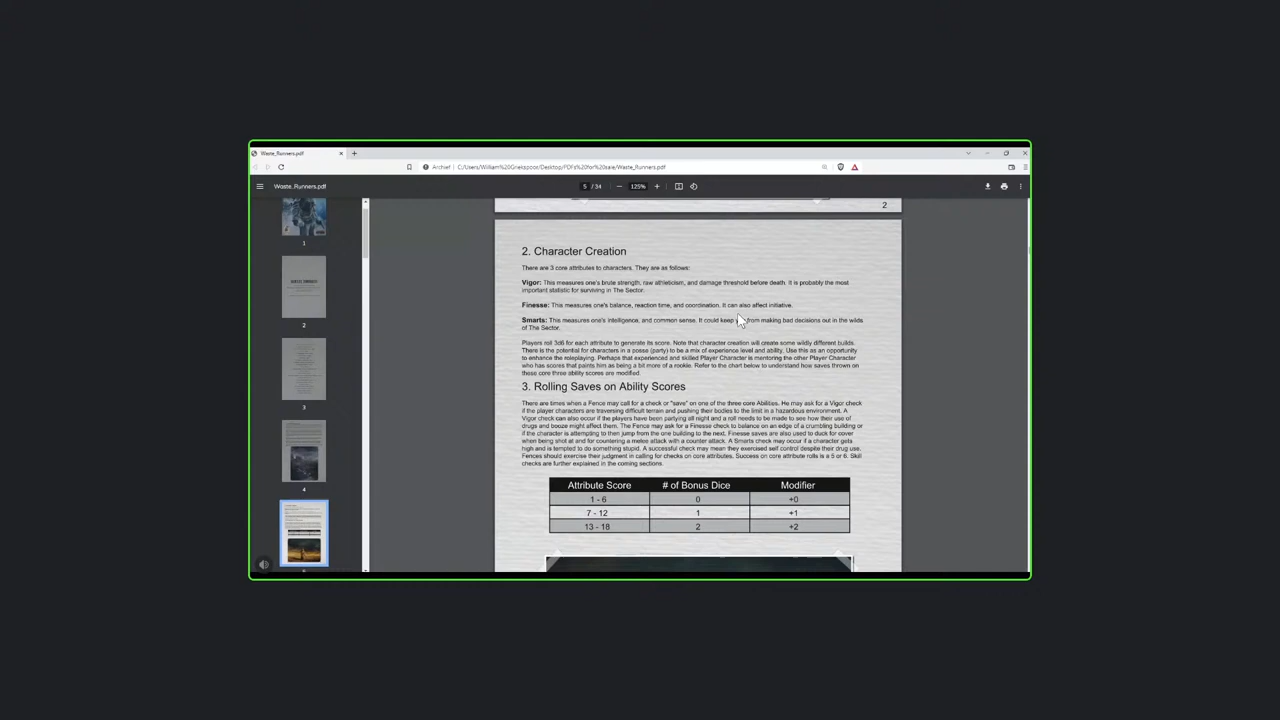 Waste_Runners.pdf
Archief
C:/Users/William%20Gnekspoos/Desktop/PDFs%20for%20sale/Waste_Runners.pdf
Waste_Runners.pdf
5 / 34
125%
1
2
3
4
2
2. Character Creation
There are 3 core attributes to characters. They are as follows:
Vigor: This measures one's brute strength, raw athleticism, and damage threshold before death. It is probably the most
important statistic for surviving in The Sector.
Finesse: This measures one's balance, reaction time, and coordination. It can also affect initiative.
Smarts: This measures one's intelligence, and common sense. It could keep from making bad decisions out in the wilds
of The Sector.
Players roll 3d6 for each attribute to generate its score. Note that character creation will create some wildly different builds.
There is the potential for characters in a posse (party) to be a mix of experience level and ability. Use this as an opportunity
to enhance the roleplaying. Perhaps that experienced and skilled Player Character is mentoring the other Player Character
who has scores that paints him as being a bit more of a rookie. Refer to the chart below to understand how saves thrown on
these core three ability scores are modified.
3. Rolling Saves on Ability Scores
There are times when a Fence may call for a check or "save" on one of the three core Abilities. He may ask for a Vigor check
if the player characters are traversing difficult terrain and pushing their bodies to the limit in a hazardous environment. A
Vigor check can also occur if the players have been partying all night and a roll needs to be made to see how their use of
drugs and booze might affect them. The Fence may ask for a Finesse check to balance on an edge of a crumbling building or
if the character is attempting to then jump from the one building to the next. Finesse saves are also used to duck for cover
when being shot at and for countering a melee attack with a counter attack. A Smarts check may occur if a character gets
high and is tempted to do something stupid. A successful check may mean they exercised self control despite their drug use.
Fences should exercise their judgment in calling for checks on core attributes. Success on core attribute rolls is a 5 or 6. Skill
checks are further explained in the coming sections.
Attribute Score # of Bonus Dice Modifier
1 - 6 0 +0
7 - 12 1 +1
13 - 18 2 +2